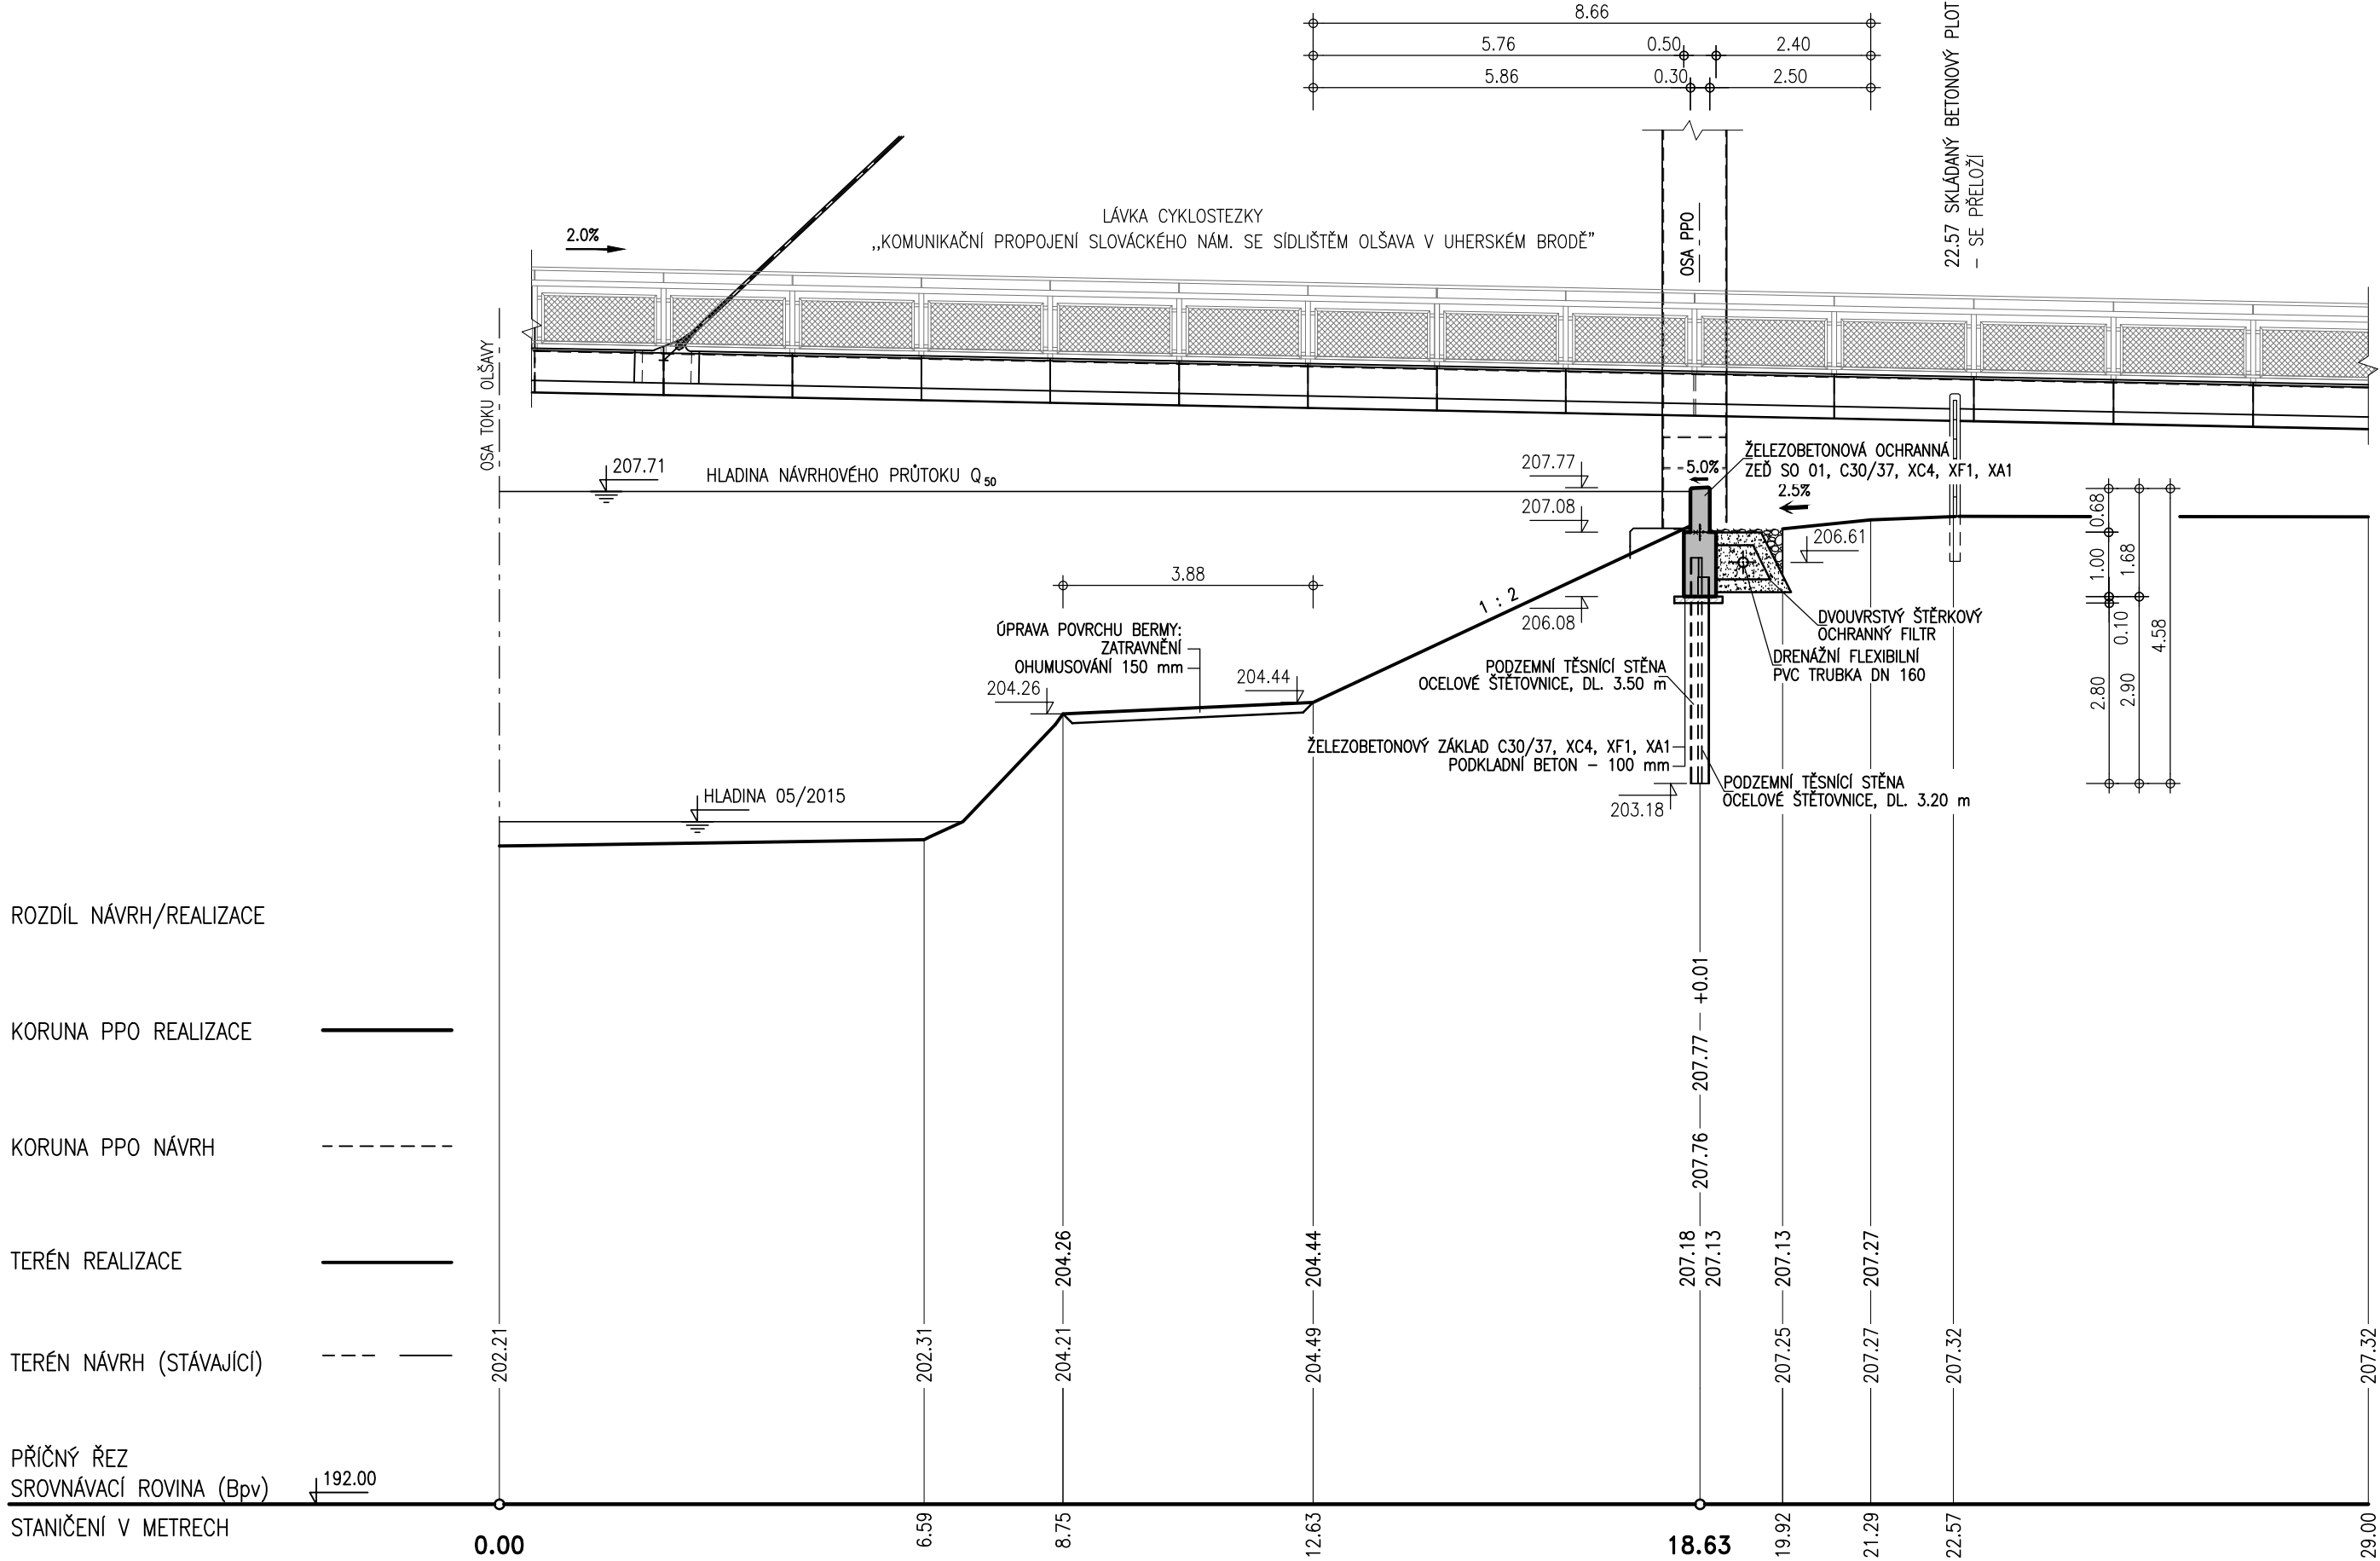 8.66
5.76 0.50 2.40
5.86 0.30 2.50
22.57 SKLÁDANÝ BETONOVÝ PLOT
– SE PŘELOŽÍ
OSA PPO
LÁVKA CYKLOSTEZKY
,,KOMUNIKAČNÍ PROPOJENÍ SLOVÁCKÉHO NÁM. SE SÍDLIŠTĚM OLŠAVA V UHERSKÉM BRODĚ”
2.0%
OSA TOKU OLŠAVY
207.71
HLADINA NÁVRHOVÉHO PRŮTOKU Q50
207.77
5.0%
ŽELEZOBETONOVÁ OCHRANNÁ
ZEĎ SO 01, C30/37, XC4, XF1, XA1
2.5%
207.08
206.61
0.68
1.00
1.68
0.10
4.58
2.80
2.90
3.88
1 : 2
206.08
DVOUVRSTVÝ ŠTĚRKOVÝ
OCHRANNÝ FILTR
DRENÁŽNÍ FLEXIBILNÍ
PVC TRUBKA DN 160
ÚPRAVA POVRCHU BERMY:
ZATRAVNĚNÍ
OHUMUSOVÁNÍ 150 mm
204.26
204.44
PODZEMNÍ TĚSNÍCÍ STĚNA
OCELOVÉ ŠTĚTOVNICE, DL. 3.50 m
ŽELEZOBETONOVÝ ZÁKLAD C30/37, XC4, XF1, XA1
PODKLADNÍ BETON – 100 mm
PODZEMNÍ TĚSNÍCÍ STĚNA
OCELOVÉ ŠTĚTOVNICE, DL. 3.20 m
203.18
HLADINA 05/2015
ROZDÍL NÁVRH/REALIZACE
+0.01
KORUNA PPO REALIZACE
207.77
KORUNA PPO NÁVRH
207.76
TERÉN REALIZACE
204.26 204.44 207.18 207.13 207.13 207.27
TERÉN NÁVRH (STÁVAJÍCÍ)
202.21 202.31 204.21 204.49 207.25 207.27 207.32 207.32
PŘÍČNÝ ŘEZ
SROVNÁVACÍ ROVINA (Bpv) 192.00
STANIČENÍ V METRECH
0.00 6.59 8.75 12.63 18.63 19.92 21.29 22.57 29.00